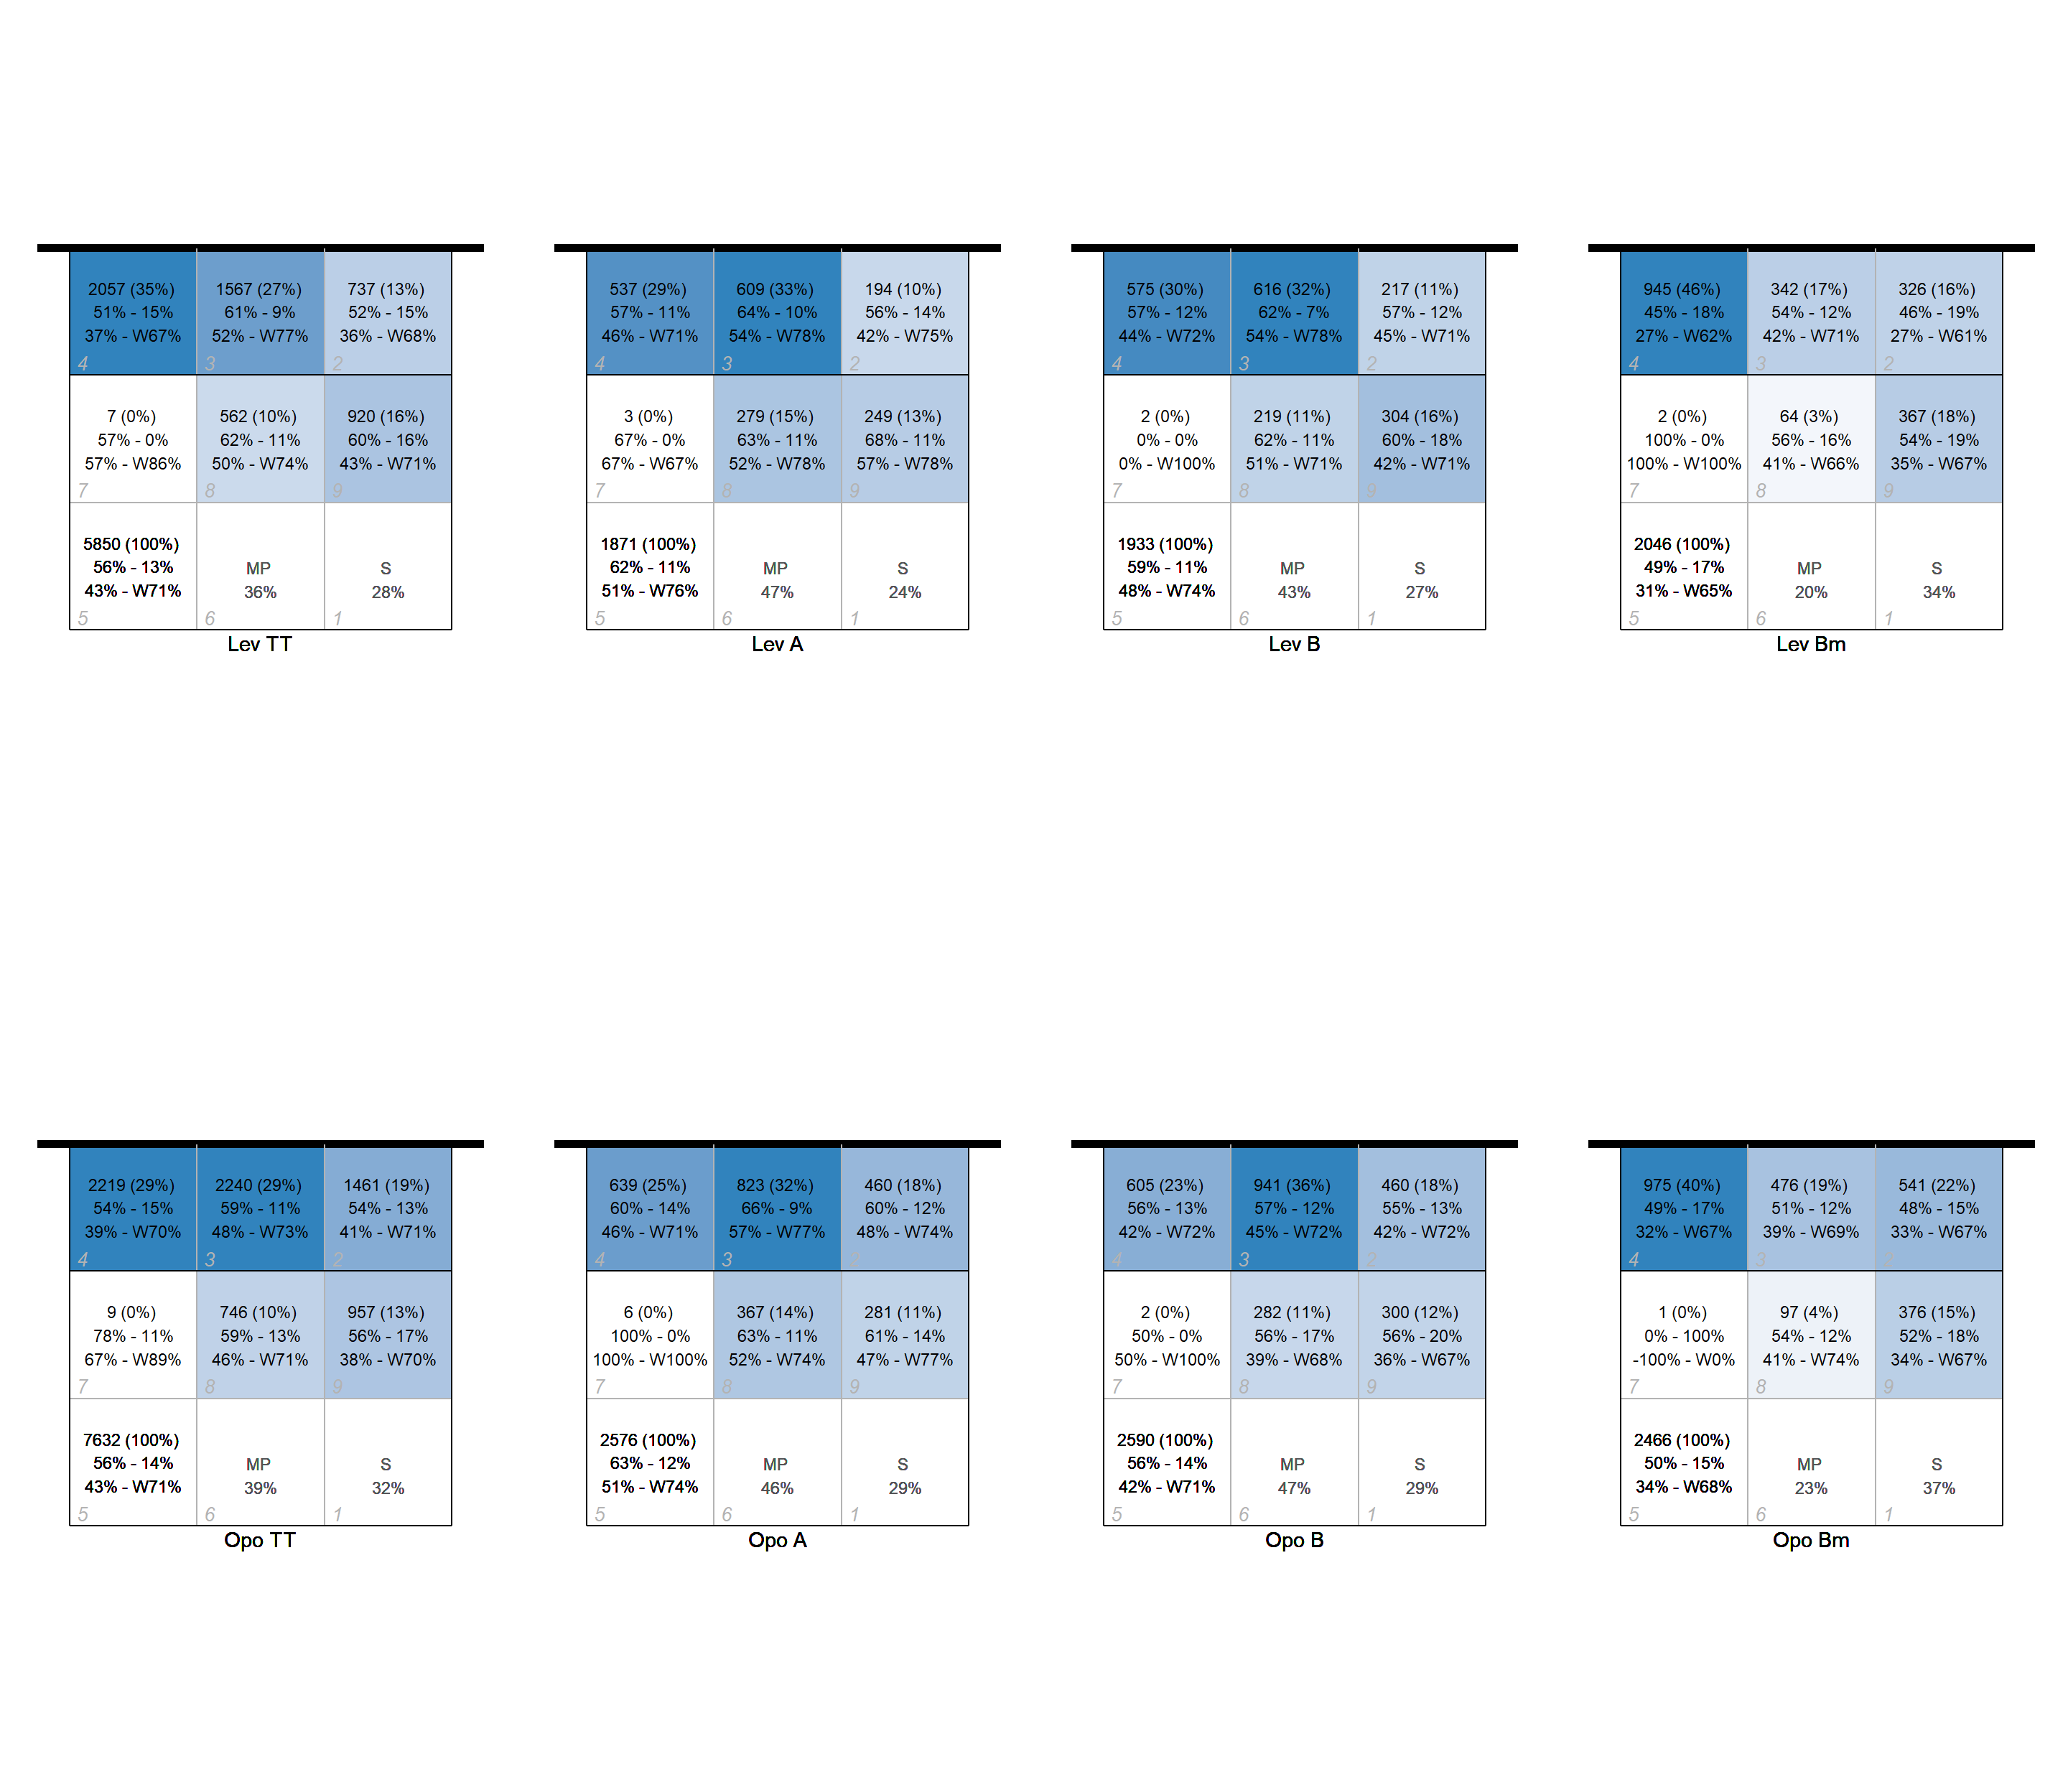 2057 (35%)
51% - 15%
37% - W67%
4
1567 (27%)
61% - 9%
52% - W77%
3
737 (13%)
52% - 15%
36% - W68%
2
7 (0%)
57% - 0%
57% - W86%
7
562 (10%)
62% - 11%
50% - W74%
8
920 (16%)
60% - 16%
43% - W71%
9
5850 (100%)
56% - 13%
43% - W71%
5
MP
36%
6
S
28%
1
Lev TT
537 (29%)
57% - 11%
46% - W71%
4
609 (33%)
64% - 10%
54% - W78%
3
194 (10%)
56% - 14%
42% - W75%
2
3 (0%)
67% - 0%
67% - W67%
7
279 (15%)
63% - 11%
52% - W78%
8
249 (13%)
68% - 11%
57% - W78%
9
1871 (100%)
62% - 11%
51% - W76%
5
MP
47%
6
S
24%
1
Lev A
575 (30%)
57% - 12%
44% - W72%
4
616 (32%)
62% - 7%
54% - W78%
3
217 (11%)
57% - 12%
45% - W71%
2
2 (0%)
0% - 0%
0% - W100%
7
219 (11%)
62% - 11%
51% - W71%
8
304 (16%)
60% - 18%
42% - W71%
9
1933 (100%)
59% - 11%
48% - W74%
5
MP
43%
6
S
27%
1
Lev B
945 (46%)
45% - 18%
27% - W62%
4
342 (17%)
54% - 12%
42% - W71%
3
326 (16%)
46% - 19%
27% - W61%
2
2 (0%)
100% - 0%
100% - W100%
7
64 (3%)
56% - 16%
41% - W66%
8
367 (18%)
54% - 19%
35% - W67%
9
2046 (100%)
49% - 17%
31% - W65%
5
MP
20%
6
S
34%
1
Lev Bm
2219 (29%)
54% - 15%
39% - W70%
4
2240 (29%)
59% - 11%
48% - W73%
3
1461 (19%)
54% - 13%
41% - W71%
2
9 (0%)
78% - 11%
67% - W89%
7
746 (10%)
59% - 13%
46% - W71%
8
957 (13%)
56% - 17%
38% - W70%
9
7632 (100%)
56% - 14%
43% - W71%
5
MP
39%
6
S
32%
1
Opo TT
639 (25%)
60% - 14%
46% - W71%
4
823 (32%)
66% - 9%
57% - W77%
3
460 (18%)
60% - 12%
48% - W74%
6 (0%)
100% - 0%
100% - W100%
7
367 (14%)
63% - 11%
52% - W74%
8
281 (11%)
61% - 14%
47% - W77%
9
2576 (100%)
63% - 12%
51% - W74%
5
MP
46%
6
S
29%
1
Opo A
605 (23%)
56% - 13%
42% - W72%
4
941 (36%)
57% - 12%
45% - W72%
3
460 (18%)
55% - 13%
42% - W72%
2
2 (0%)
50% - 0%
50% - W100%
7
282 (11%)
56% - 17%
39% - W68%
8
300 (12%)
56% - 20%
36% - W67%
9
2590 (100%)
56% - 14%
42% - W71%
5
MP
47%
6
S
29%
1
Opo B
975 (40%)
49% - 17%
32% - W67%
4
476 (19%)
51% - 12%
39% - W69%
3
541 (22%)
48% - 15%
33% - W67%
1 (0%)
0% - 100%
-100% - W0%
7
97 (4%)
54% - 12%
41% - W74%
8
376 (15%)
52% - 18%
34% - W67%
9
2466 (100%)
50% - 15%
34% - W68%
5
MP
23%
6
S
37%
1
Opo Bm